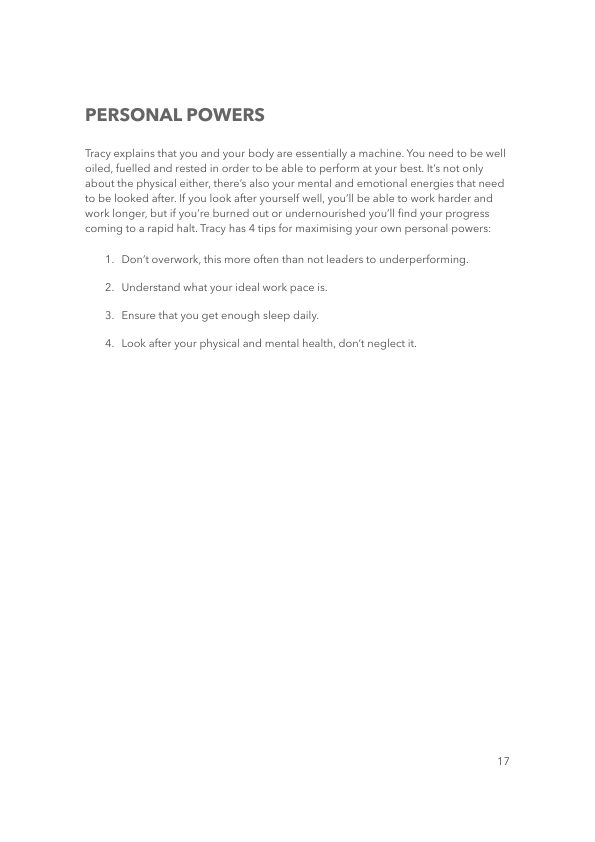 PERSONAL POWERS
Tracy explains that you and your body are essentially a machine. You need to be well
oiled, fuelled and rested in order to be able to perform at your best. It’s not only
about the physical either, there’s also your mental and emotional energies that need
to be looked after. If you look after yourself well, you’ll be able to work harder and
work longer, but if you’re burned out or undernourished you’ll find your progress
coming to a rapid halt. Tracy has 4 tips for maximising your own personal powers:
1. Don’t overwork, this more often than not leaders to underperforming.
2. Understand what your ideal work pace is.
3. Ensure that you get enough sleep daily.
4. Look after your physical and mental health, don’t neglect it.
17